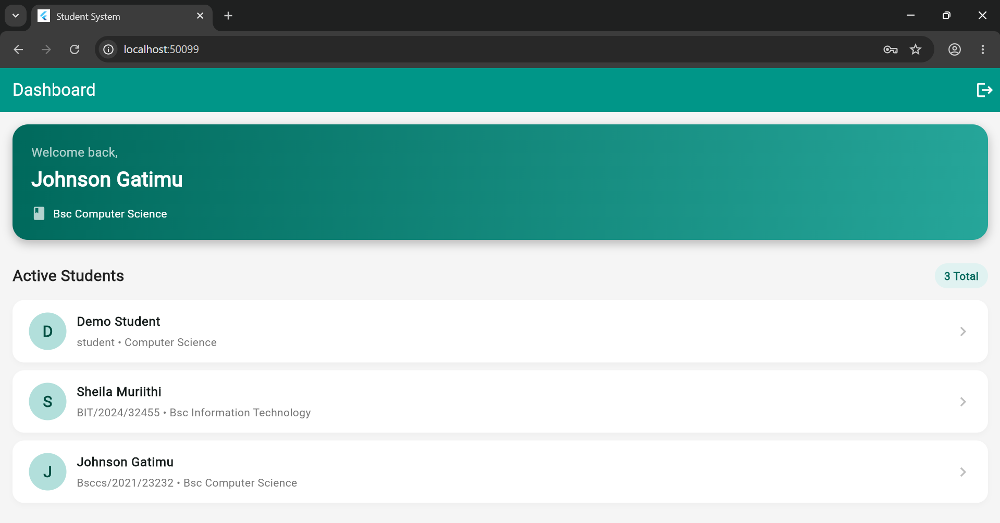 Student System
localhost:50099
Dashboard
Welcome back,
Johnson Gatimu
Bsc Computer Science
Active Students
3 Total
D
Demo Student
student • Computer Science
S
Sheila Muriithi
BIT/2024/32455 • Bsc Information Technology
J
Johnson Gatimu
Bsccs/2021/23232 • Bsc Computer Science